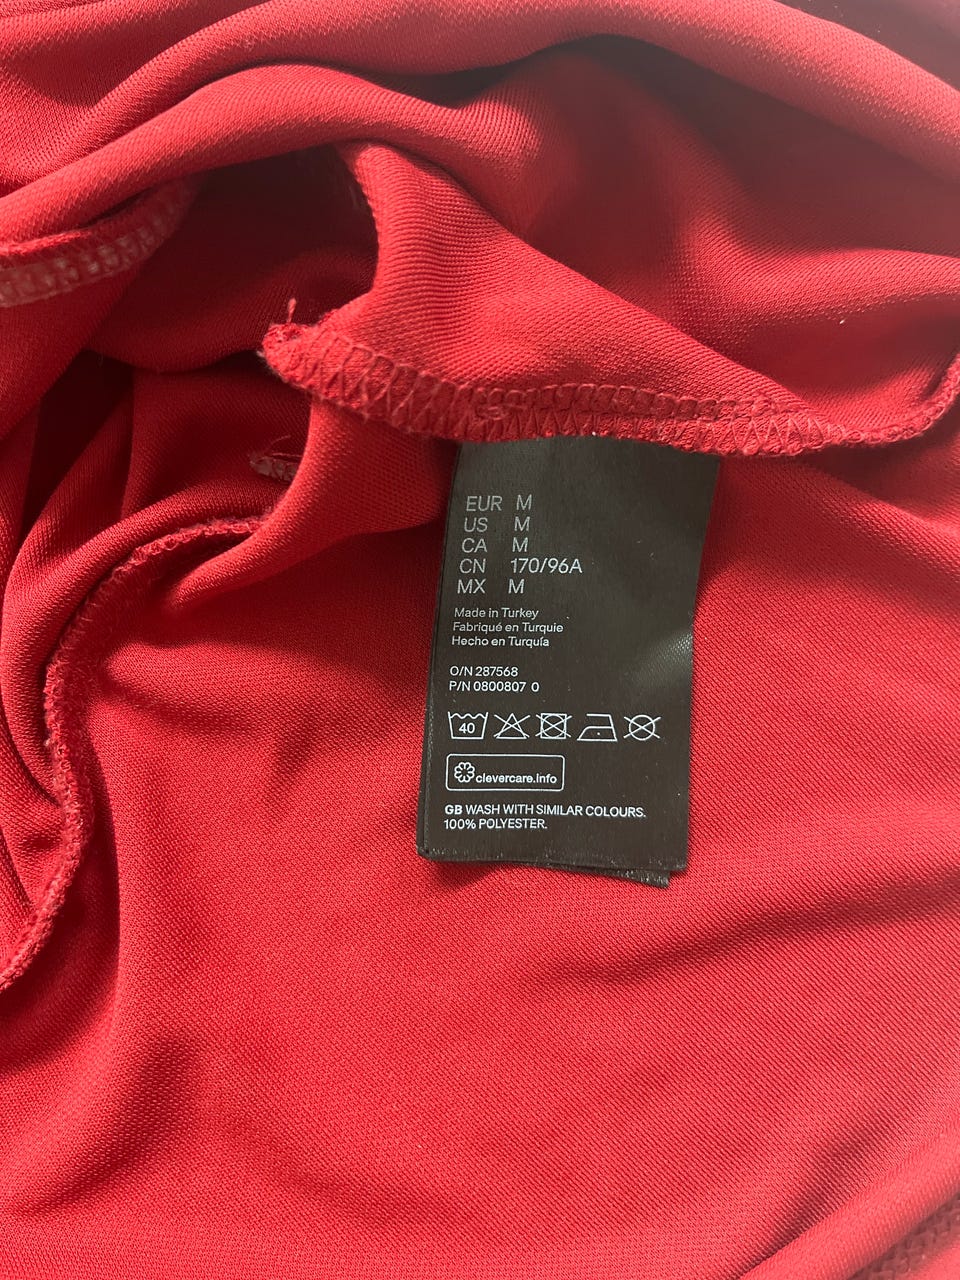 EUR M
US M
CA M
CN 170/96A
MX M
Made in Turkey
Fabriqué en Turquie
Hecho en Turquía
O/N 287568
P/N 0800807 0
40
clevercare.info
GB WASH WITH SIMILAR COLOURS.
100% POLYESTER.